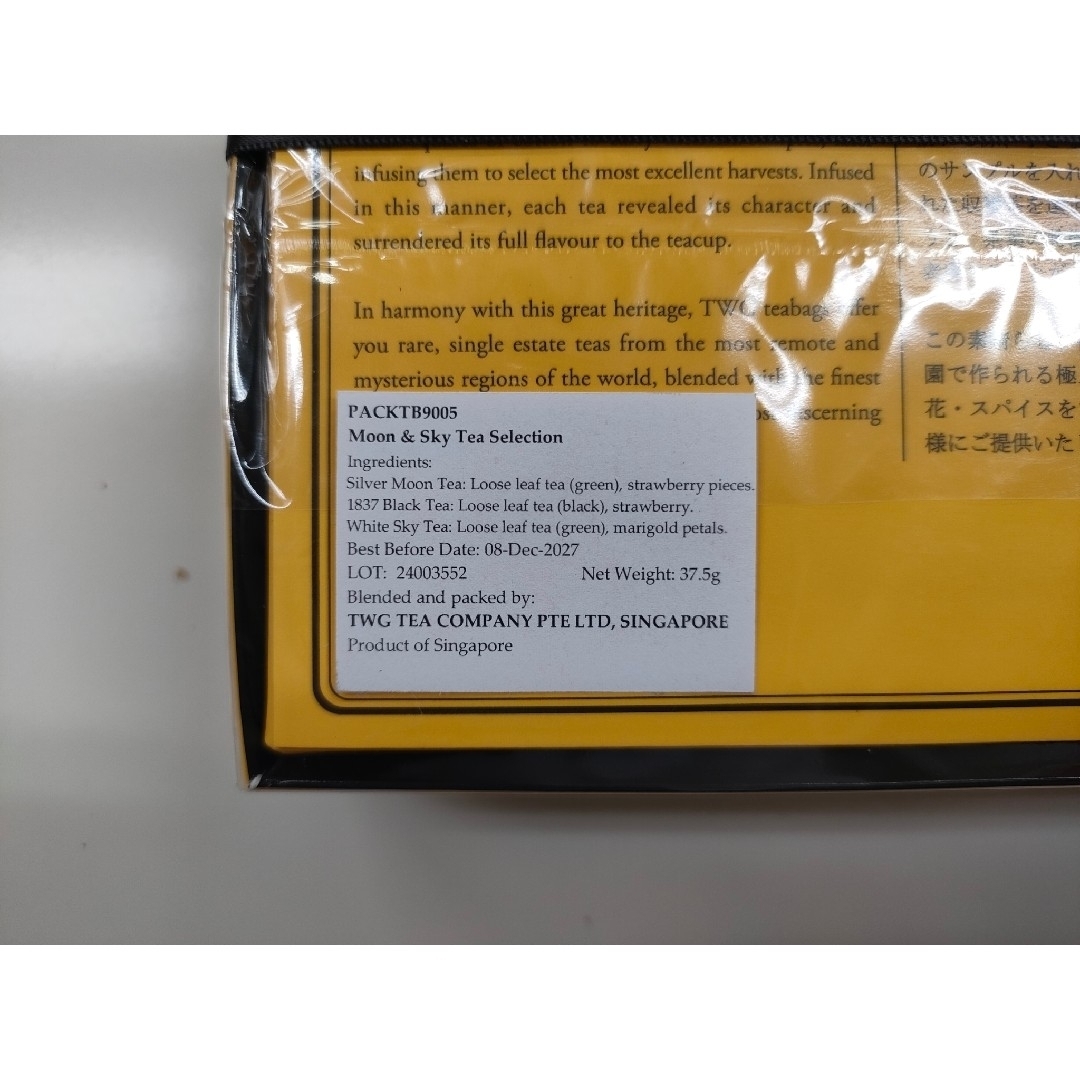 infusing them to select the most excellent harvests. Infused
in this manner, each tea revealed its character and
surrendered its full flavour to the teacup.
In harmony with this great heritage, TWG teabags offer
you rare, single estate teas from the most remote and
mysterious regions of the world, blended with the finest
PACKTB9005
Moon & Sky Tea Selection
Ingredients:
Silver Moon Tea: Loose leaf tea (green), strawberry pieces.
1837 Black Tea: Loose leaf tea (black), strawberry.
White Sky Tea: Loose leaf tea (green), marigold petals.
Best Before Date: 08-Dec-2027
LOT: 24003552 Net Weight: 37.5g
Blended and packed by:
TWG TEA COMPANY PTE LTD, SINGAPORE
Product of Singapore
のサンプルを入れ
この
園で作られる極
花・スパイスを
様にご提供いた